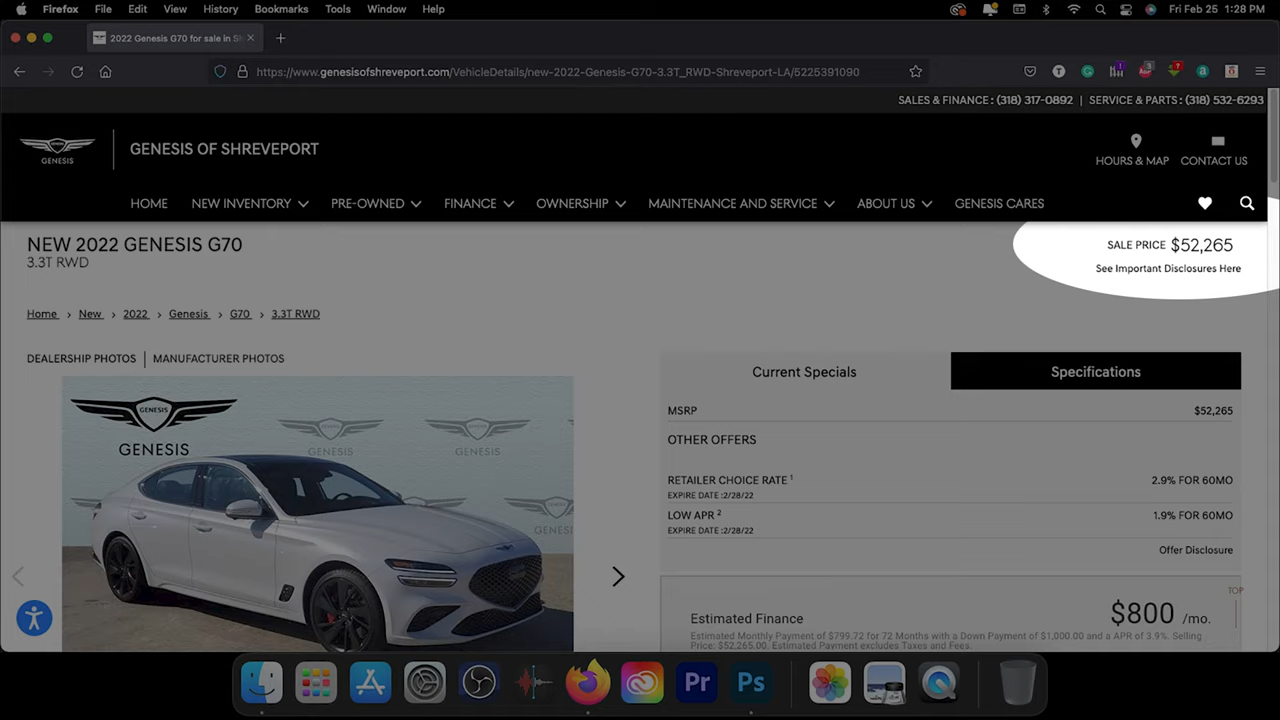 Firefox File Edit View History Bookmarks Tools Window Help Fri Feb 25 1:28 PM
2022 Genesis G70 for sale in Sh
https://www.genesisofshreveport.com/VehicleDetails/new-2022-Genesis-G70-3.3T_RWD-Shreveport-LA/5225391090
SALES & FINANCE : (318) 317-0892 | SERVICE & PARTS : (318) 532-6293
GENESIS
GENESIS OF SHREVEPORT
HOURS & MAP CONTACT US
HOME NEW INVENTORY PRE-OWNED FINANCE OWNERSHIP MAINTENANCE AND SERVICE ABOUT US GENESIS CARES
NEW 2022 GENESIS G70
3.3T RWD
SALE PRICE $52,265
See Important Disclosures Here
Home > New > 2022 > Genesis > G70 > 3.3T RWD
DEALERSHIP PHOTOS | MANUFACTURER PHOTOS
GENESIS
GENESIS
GENESIS
GENESIS
GENESIS
Current Specials Specifications
MSRP $52,265
OTHER OFFERS
RETAILER CHOICE RATE 1 2.9% FOR 60MO
EXPIRE DATE :2/28/22
LOW APR 2 1.9% FOR 60MO
EXPIRE DATE :2/28/22
Offer Disclosure
TOP
Estimated Finance $800 /mo.
Estimated Monthly Payment of $799.72 for 72 Months with a Down Payment of $1,000.00 and a APR of 3.9%. Selling
Price: $52,265.00. Estimated Payment excludes Taxes and Fees.
Pr Ps